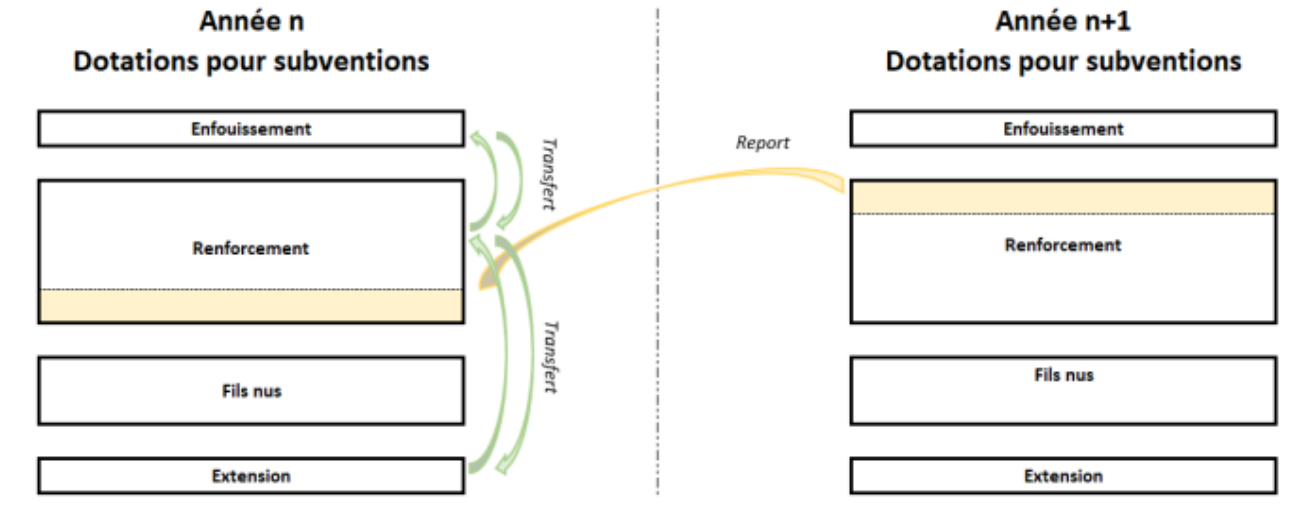 Année n
Dotations pour subventions
Enfouissement
Renforcement
Fils nus
Extension
Transfert
Transfert
Report
Année n+1
Dotations pour subventions
Enfouissement
Renforcement
Fils nus
Extension